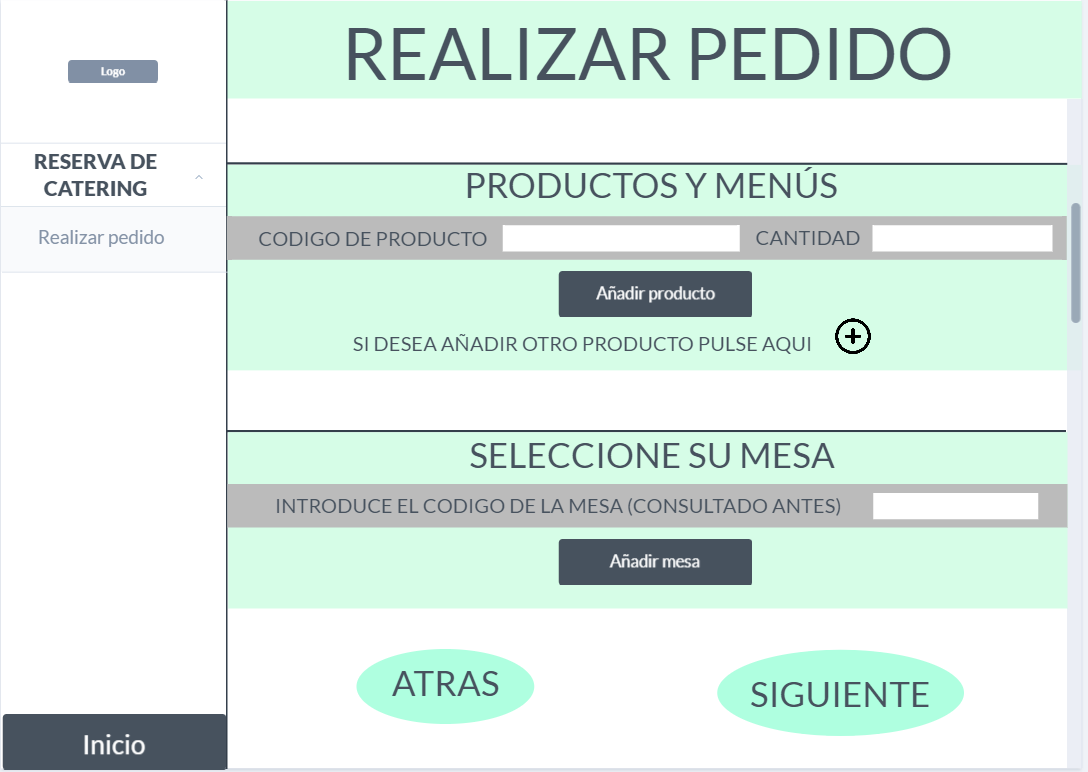 Logo
RESERVA DE
CATERING
Realizar pedido
Inicio
REALIZAR PEDIDO
PRODUCTOS Y MENÚS
CODIGO DE PRODUCTO CANTIDAD
Añadir producto
SI DESEA AÑADIR OTRO PRODUCTO PULSE AQUI
SELECCIONE SU MESA
INTRODUCE EL CODIGO DE LA MESA (CONSULTADO ANTES)
Añadir mesa
ATRAS
SIGUIENTE